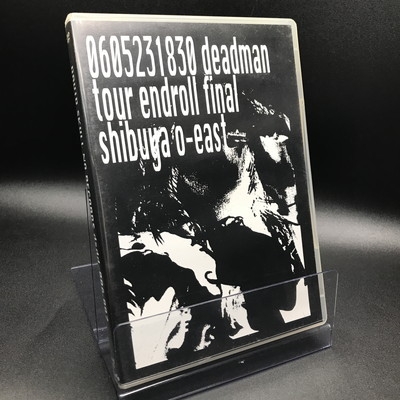 0605231830 deadman
tour endroll final
shibuya o-east